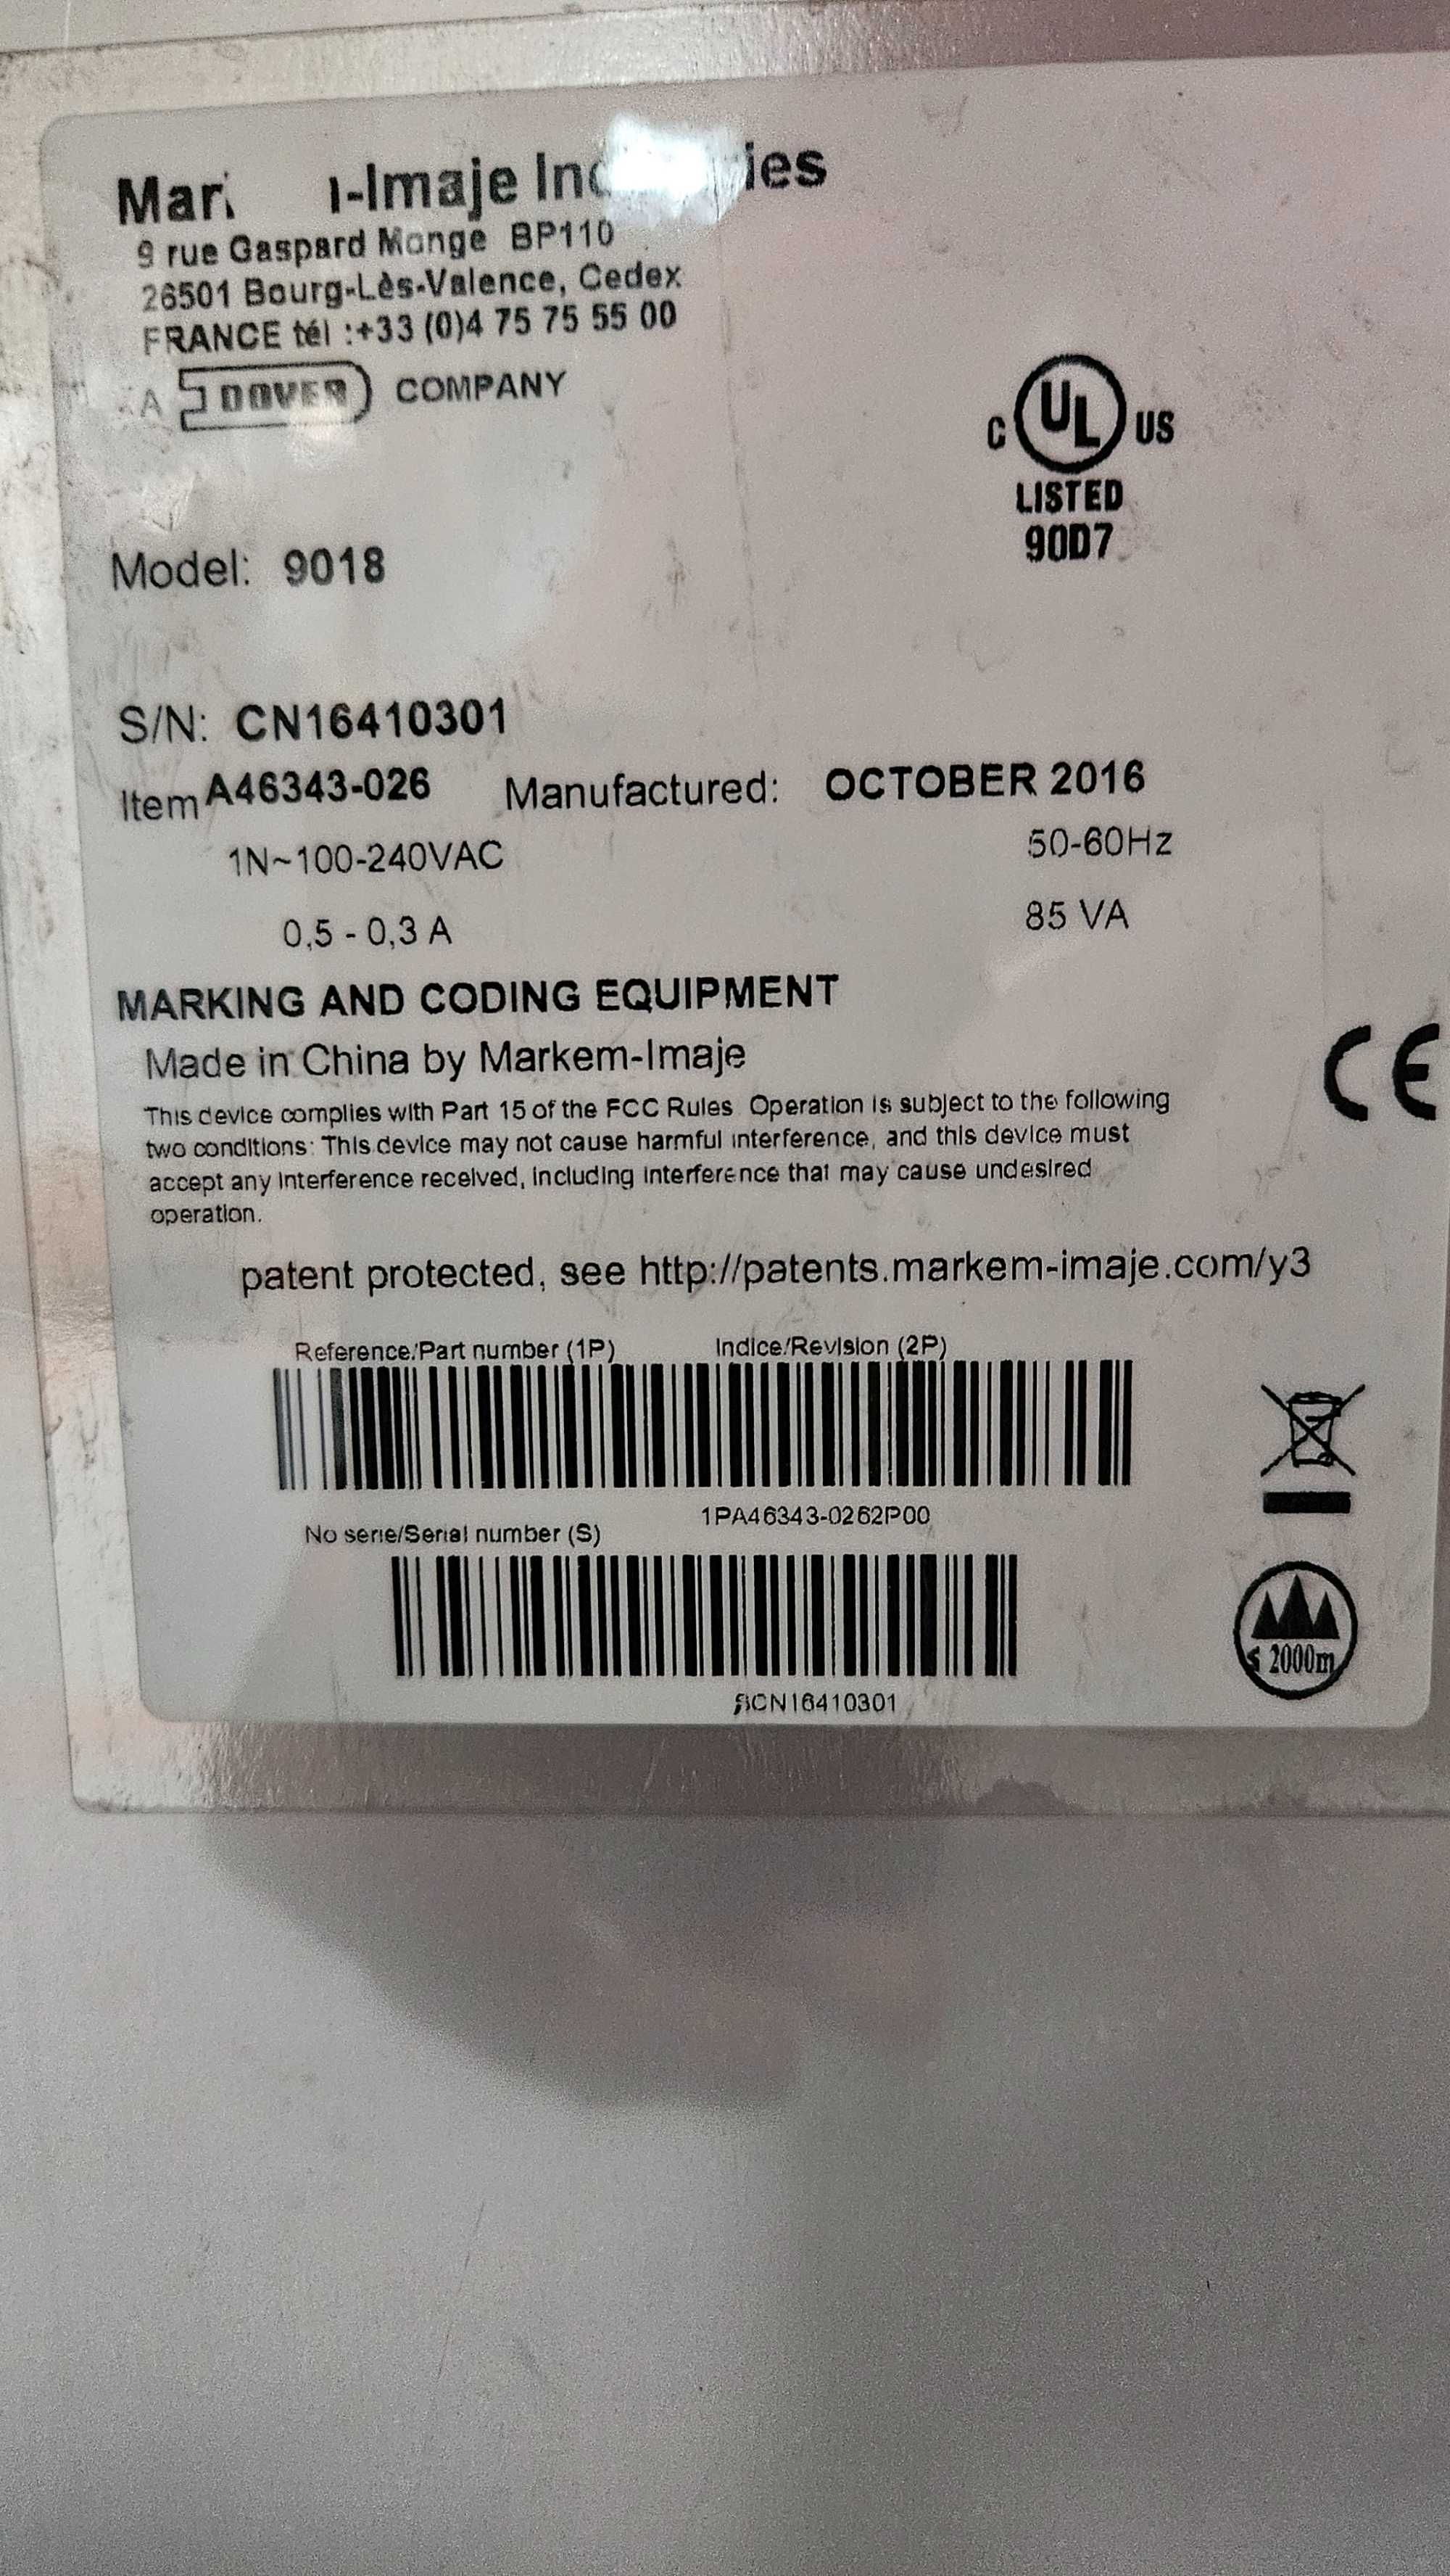 -Imaje
9 rue Gaspard Monge BP110
26501 Bourg-Lès-Valence, Cedex
FRANCE tél :+33 (0)4 75 75 55 00
A DOVER COMPANY
C UL US
LISTED
90D7
Model: 9018
S/N: CN16410301
Item A46343-026 Manufactured: OCTOBER 2016
1N~100-240VAC 50-60Hz
0,5 - 0,3 A 85 VA
MARKING AND CODING EQUIPMENT
Made in China by Markem-Imaje
CE
This device complies with Part 15 of the FCC Rules Operation is subject to the following
two conditions: This device may not cause harmful interference, and this device must
accept any interference received, including interference that may cause undesired
operation.
patent protected, see http://patents.markem-imaje.com/y3
Reference/Part number (1P) Indice/Revision (2P)
1PA46343-0262P00
No serie/Serial number (S)
SCN16410301
≤ 2000m